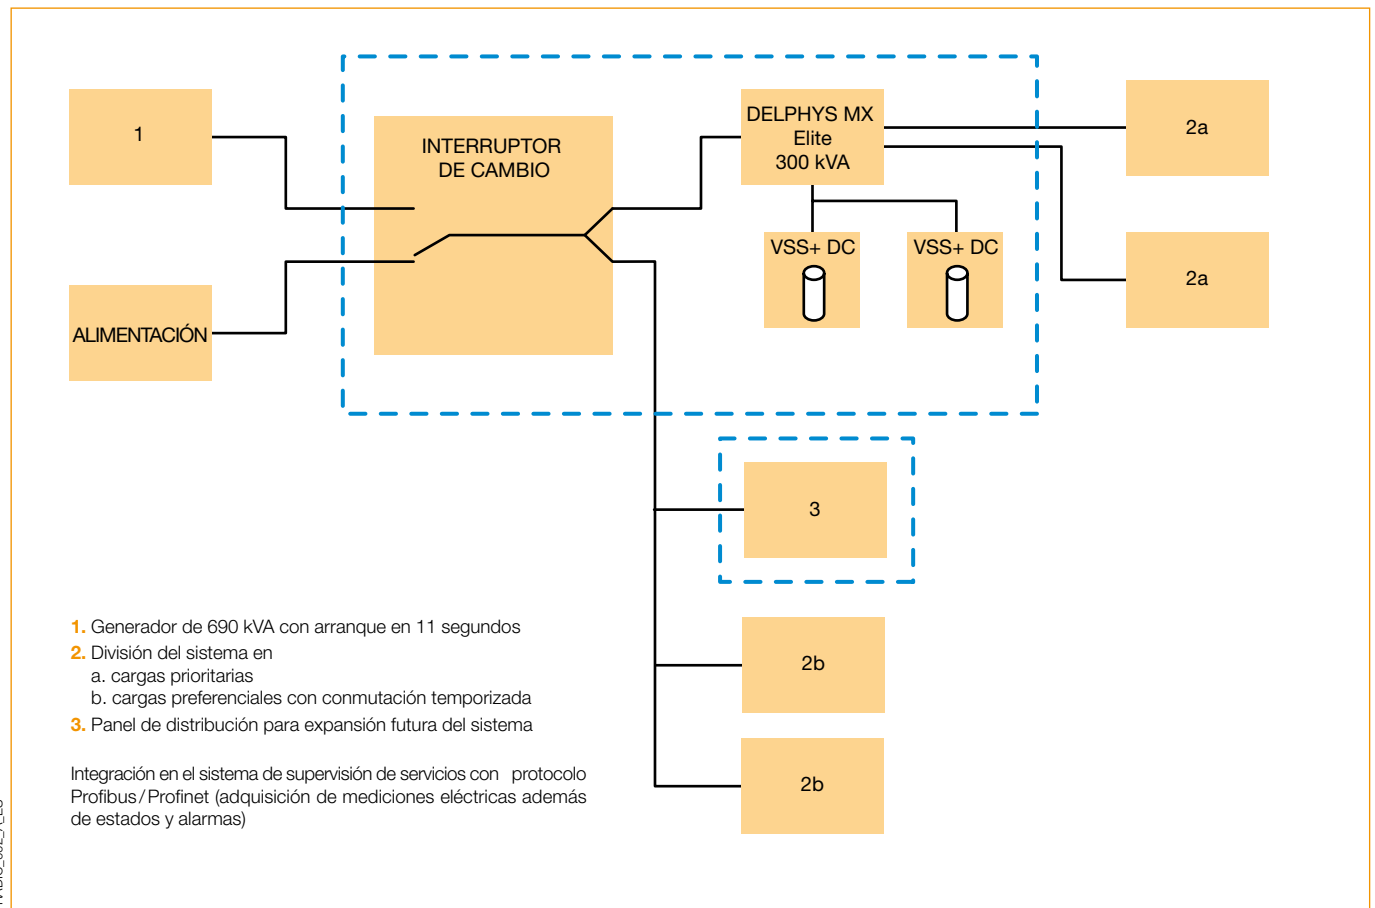 1
INTERRUPTOR
DE CAMBIO
DELPHYS MX
Elite
300 kVA
2a
VSS+ DC
VSS+ DC
2a
ALIMENTACIÓN
3
2b
2b
1. Generador de 690 kVA con arranque en 11 segundos
2. División del sistema en
a. cargas prioritarias
b. cargas preferenciales con conmutación temporizada
3. Panel de distribución para expansión futura del sistema
Integración en el sistema de supervisión de servicios con protocolo
Profibus/Profinet (adquisición de mediciones eléctricas además
de estados y alarmas)